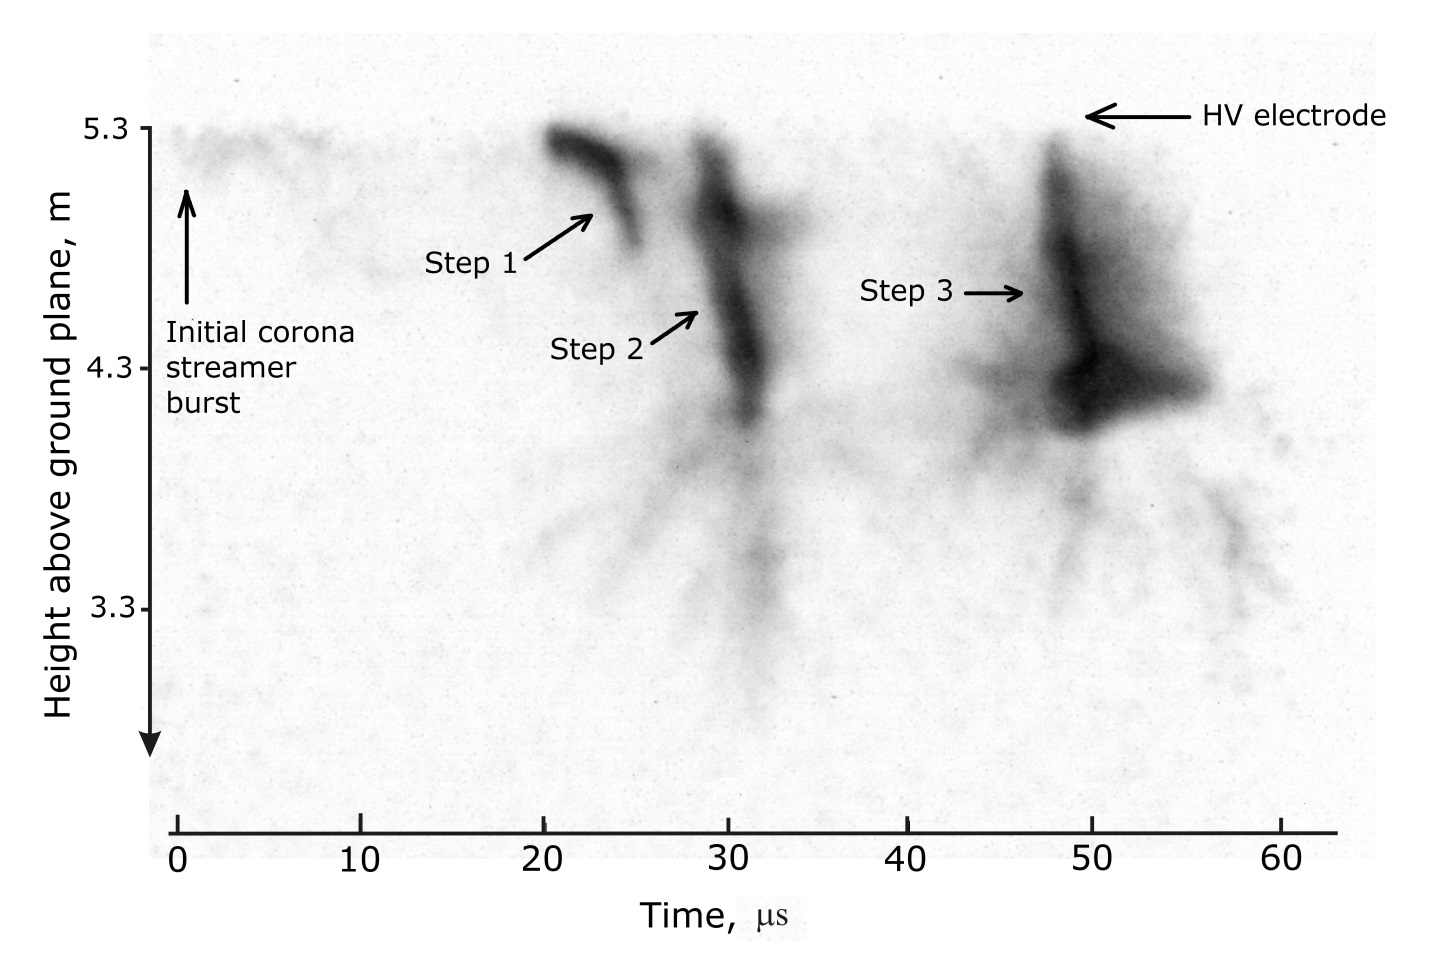 5.3
HV electrode
Step 1
Step 3
Initial corona
streamer
burst
Step 2
4.3
3.3
Height above ground plane, m
0 10 20 30 40 50 60
Time, μs